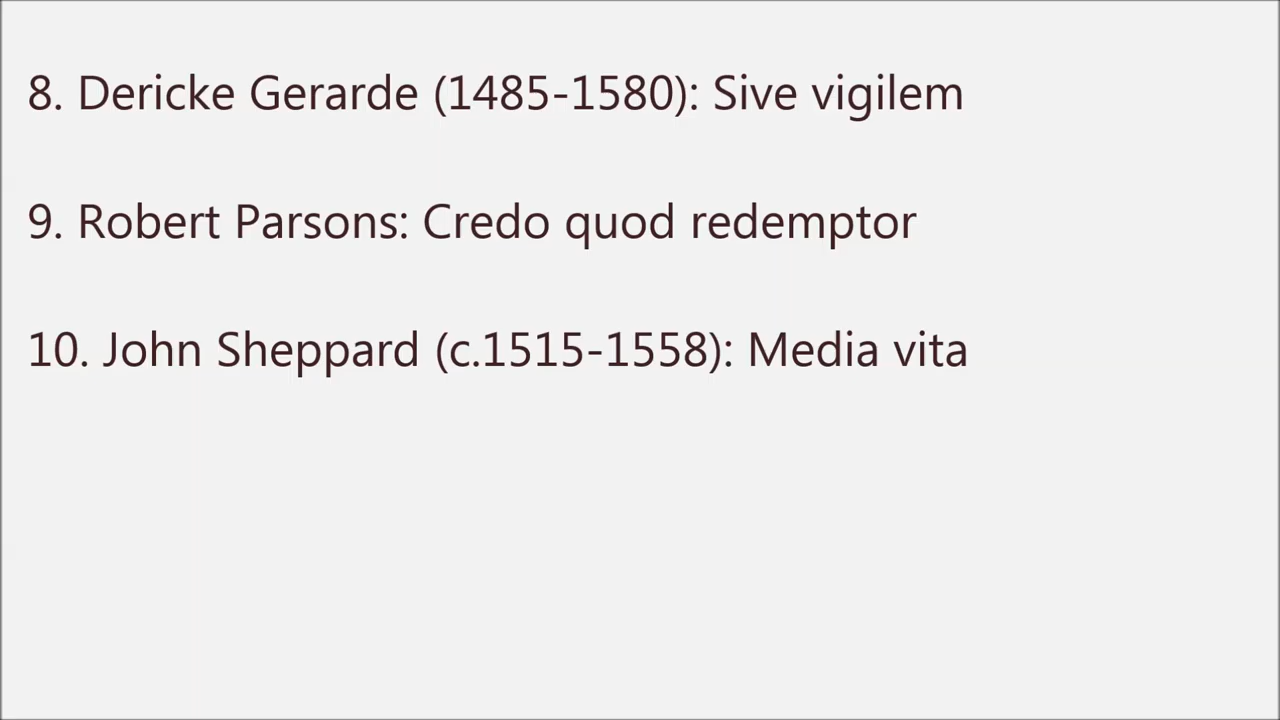 8. Dericke Gerarde (1485-1580): Sive vigilem
9. Robert Parsons: Credo quod redemptor
10. John Sheppard (c.1515-1558): Media vita